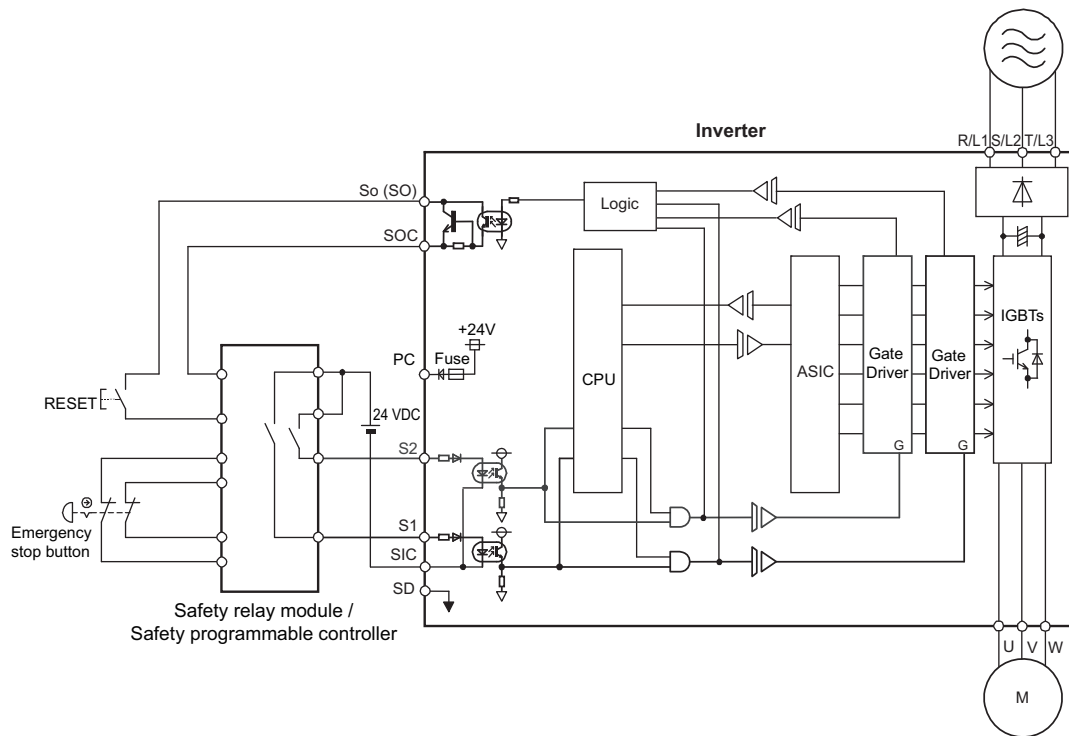 Inverter
R/L1 S/L2 T/L3
So (SO)
Logic
SOC
+24V
PC
Fuse
IGBTs
CPU
ASIC
Gate
Driver
Gate
Driver
RESET
24 VDC
S2
G
G
Emergency
stop button
S1
SIC
SD
Safety relay module /
Safety programmable controller
U
V
W
M